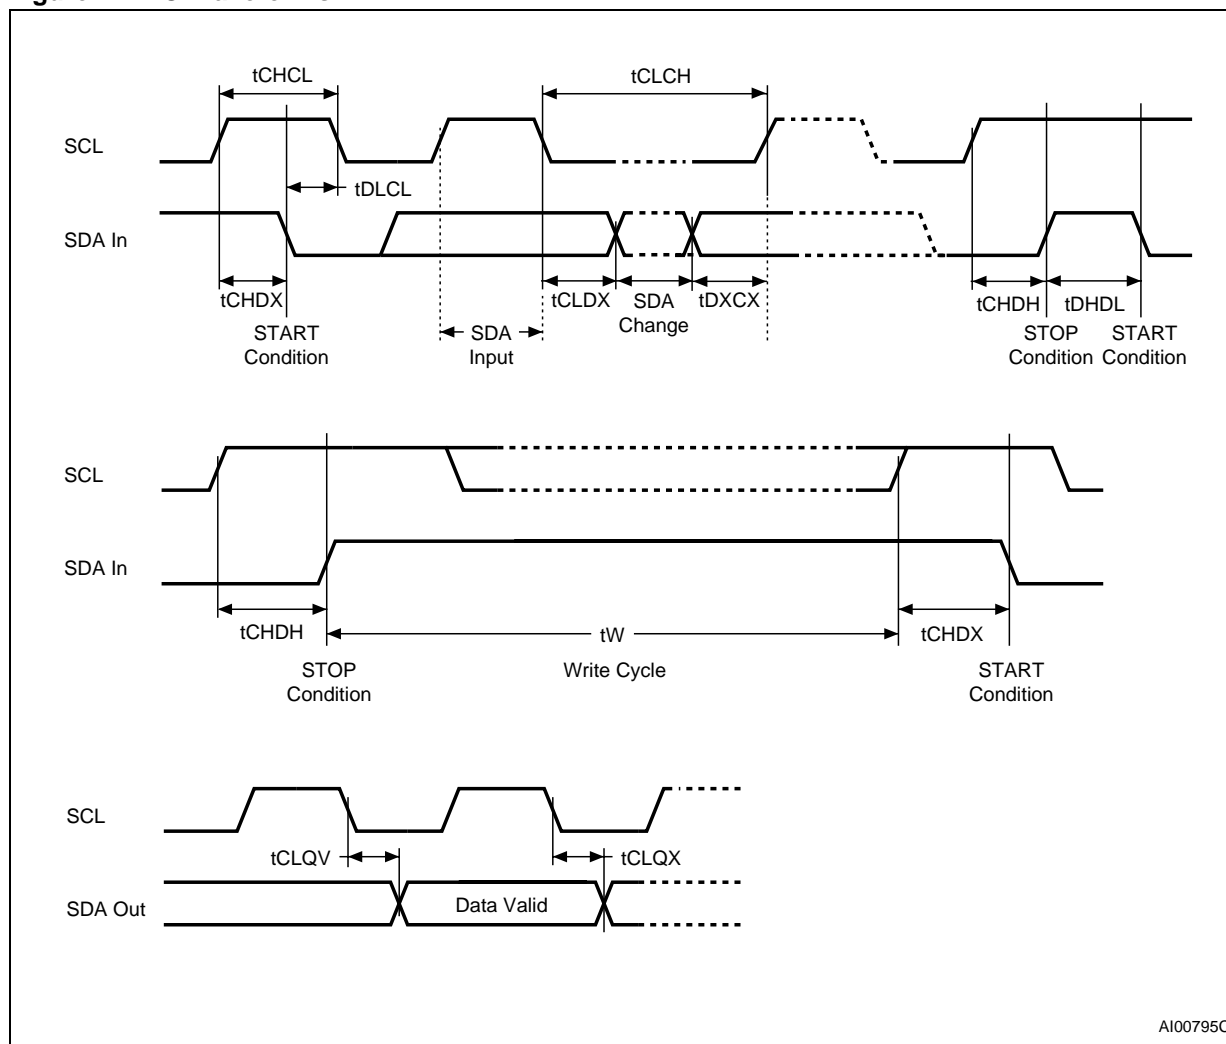 tCHCL
tCLCH
SCL
tDLCL
SDA In
tCHDX
tCLDX
SDA
Change
tDXCX
tCHDH
tDHDL
START
Condition
SDA
Input
STOP
Condition
START
Condition
SCL
SDA In
tCHDH
tW
tCHDX
STOP
Condition
Write Cycle
START
Condition
SCL
tCLQV
tCLQX
SDA Out
Data Valid
AI00795C